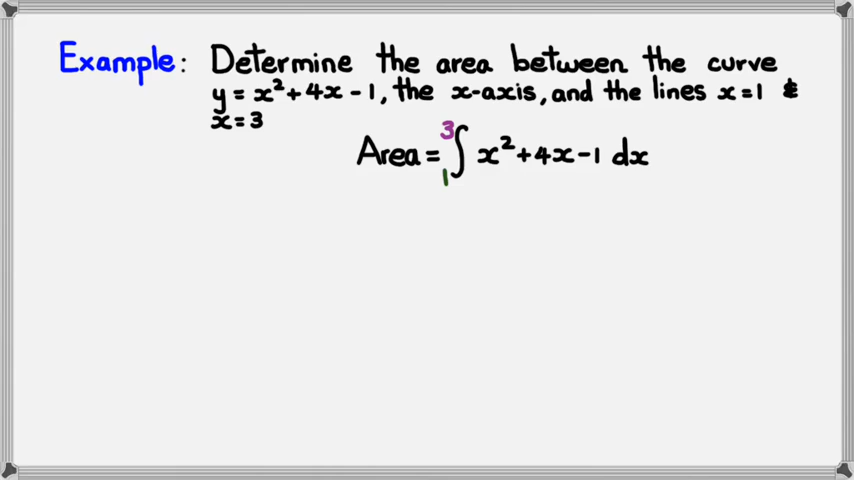 Example: Determine the area between the curve
y = x² + 4x - 1, the x-axis, and the lines x = 1 &
x = 3
Area = ∫₁³ x² + 4x - 1 dx